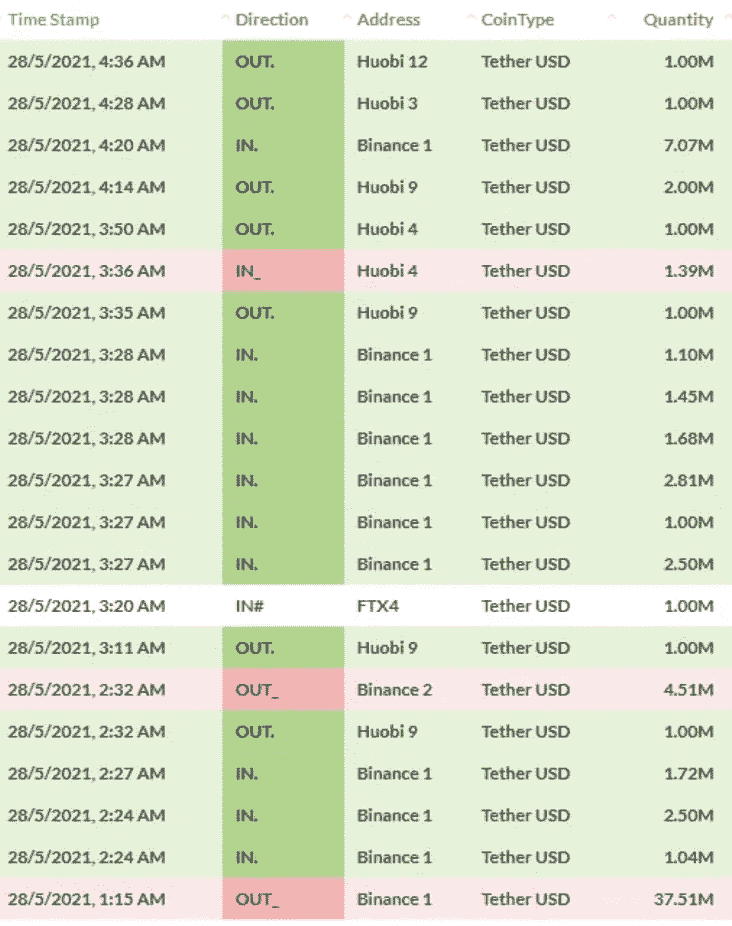 Time Stamp Direction Address CoinType Quantity
28/5/2021, 4:36 AM OUT. Huobi 12 Tether USD 1.00M
28/5/2021, 4:28 AM OUT. Huobi 3 Tether USD 1.00M
28/5/2021, 4:20 AM IN. Binance 1 Tether USD 7.07M
28/5/2021, 4:14 AM OUT. Huobi 9 Tether USD 2.00M
28/5/2021, 3:50 AM OUT. Huobi 4 Tether USD 1.00M
28/5/2021, 3:36 AM IN_ Huobi 4 Tether USD 1.39M
28/5/2021, 3:35 AM OUT. Huobi 9 Tether USD 1.00M
28/5/2021, 3:28 AM IN. Binance 1 Tether USD 1.10M
28/5/2021, 3:28 AM IN. Binance 1 Tether USD 1.45M
28/5/2021, 3:28 AM IN. Binance 1 Tether USD 1.68M
28/5/2021, 3:27 AM IN. Binance 1 Tether USD 2.81M
28/5/2021, 3:27 AM IN. Binance 1 Tether USD 1.00M
28/5/2021, 3:27 AM IN. Binance 1 Tether USD 2.50M
28/5/2021, 3:20 AM IN# FTX4 Tether USD 1.00M
28/5/2021, 3:11 AM OUT. Huobi 9 Tether USD 1.00M
28/5/2021, 2:32 AM OUT_ Binance 2 Tether USD 4.51M
28/5/2021, 2:32 AM OUT. Huobi 9 Tether USD 1.00M
28/5/2021, 2:27 AM IN. Binance 1 Tether USD 1.72M
28/5/2021, 2:24 AM IN. Binance 1 Tether USD 2.50M
28/5/2021, 2:24 AM IN. Binance 1 Tether USD 1.04M
28/5/2021, 1:15 AM OUT_ Binance 1 Tether USD 37.51M